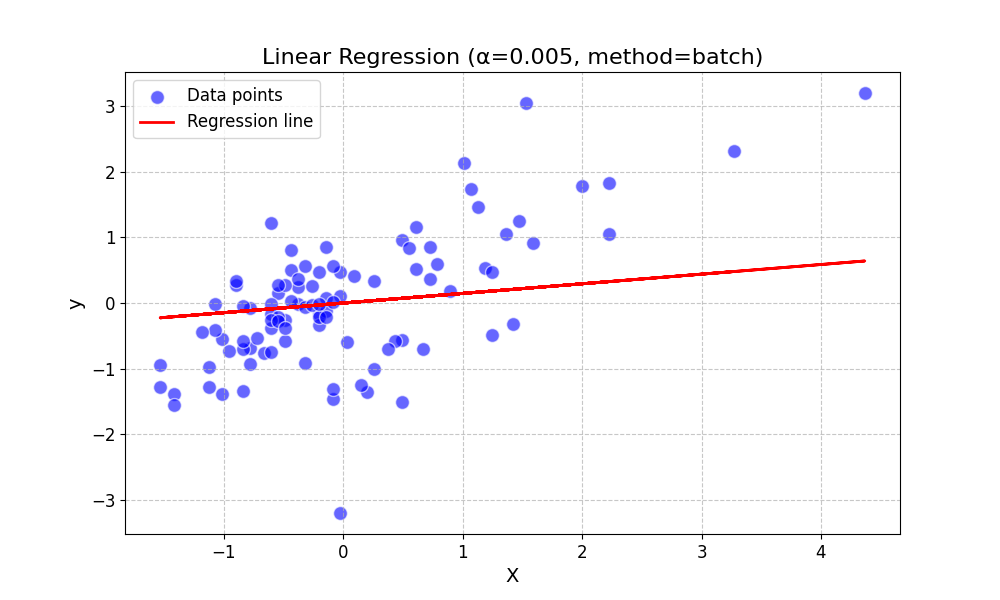 Linear Regression (α=0.005, method=batch)
Data points
Regression line
3
2
1
0
−1
−2
−3
y
−1
0
1
2
3
4
X